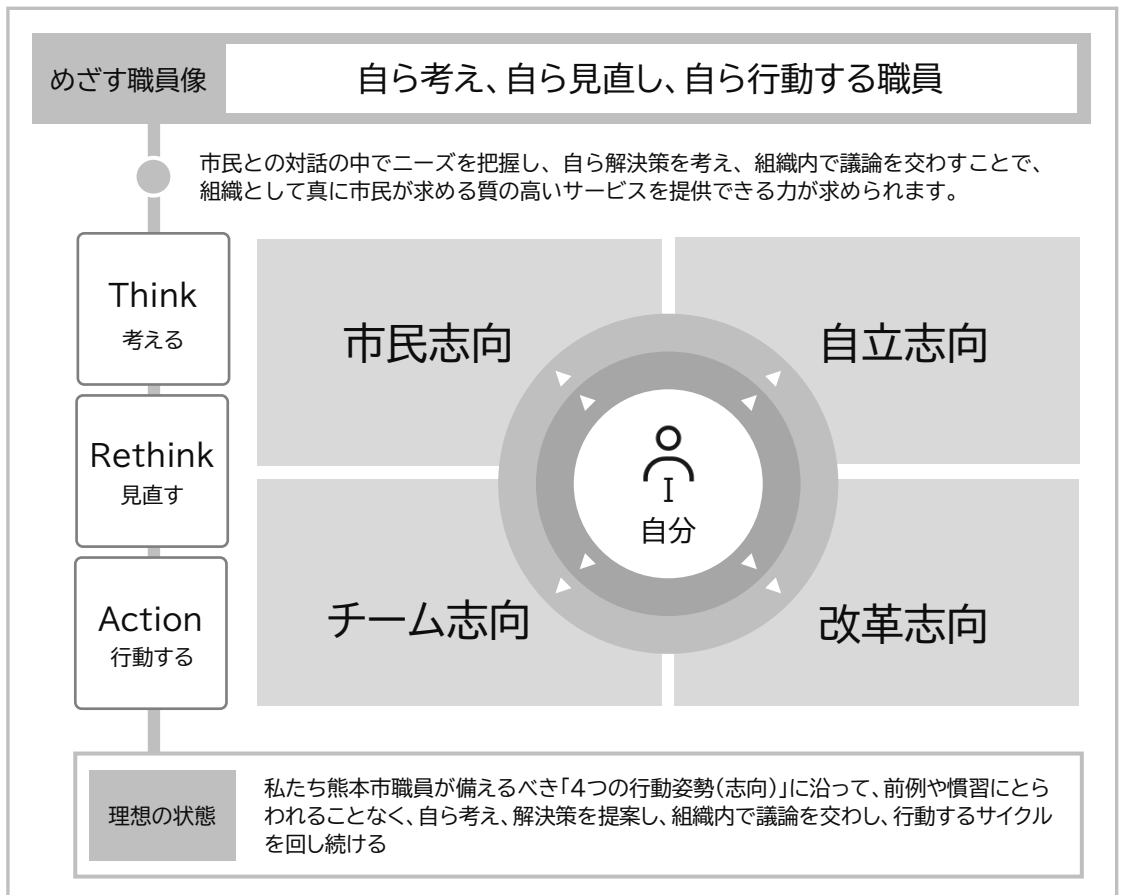 めざす職員像
自ら考え、自ら見直し、自ら行動する職員
市民との対話の中でニーズを把握し、自ら解決策を考え、組織内で議論を交わすことで、
組織として真に市民が求める質の高いサービスを提供できる力が求められます。
Think
考える
Rethink
見直す
Action
行動する
市民志向
自立志向
I
自分
チーム志向
改革志向
理想の状態
私たち熊本市職員が備えるべき「4つの行動姿勢(志向)」に沿って、前例や慣習にとら
われることなく、自ら考え、解決策を提案し、組織内で議論を交わし、行動するサイクル
を回し続ける